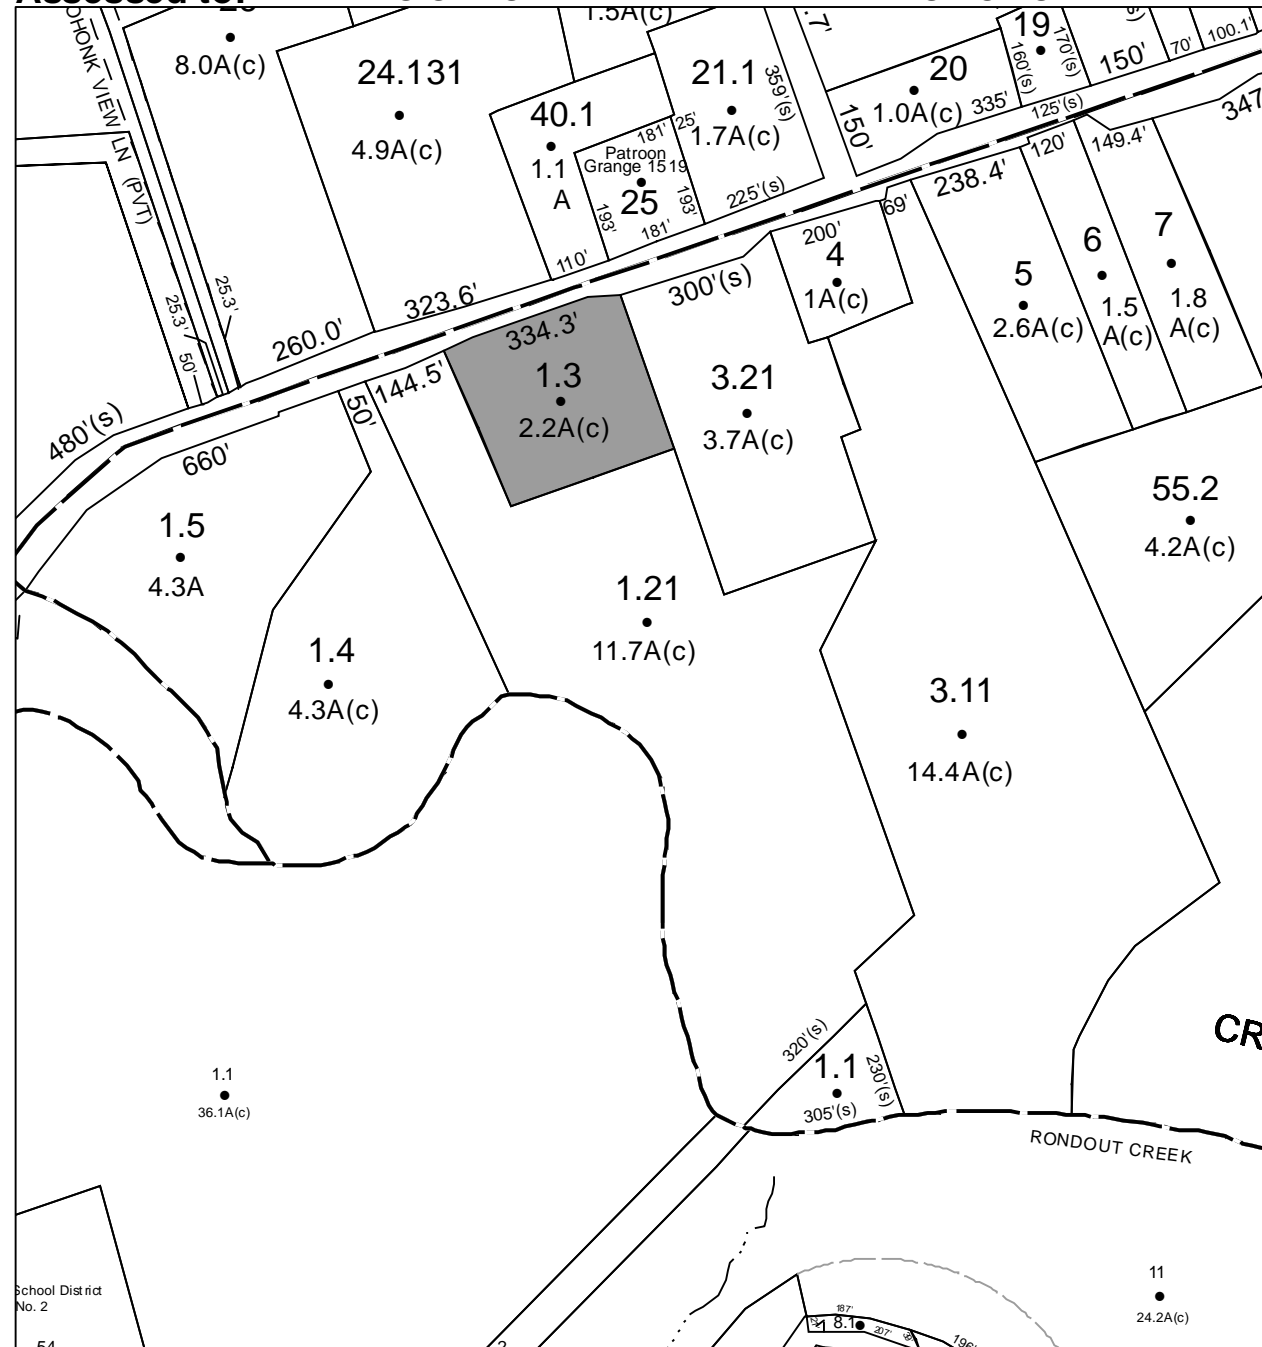 Assessed to:
8.0A(c)
24.131
4.9A(c)
1.5A(c)
40.1
1.1
A
181'
25'
Patroon
Grange 1519
25
193'
193'
181'
110'
21.1
1.7A(c)
359'(s)
225'(s)
150'
20
1.0A(c)
335'
19
160'(s)
170'(s)
125'(s)
150'
70'
100.1'
347
VIEW LN (PVT)
25.3'
25.3'
50'
480'(s)
260.0'
323.6'
660'
50'
144.5'
334.3'
1.3
2.2A(c)
300'(s)
3.21
3.7A(c)
200'
69'
4
1A(c)
238.4'
120'
149.4'
5
2.6A(c)
6
1.5
A(c)
7
1.8
A(c)
55.2
4.2A(c)
1.5
4.3A
1.4
4.3A(c)
1.21
11.7A(c)
3.11
14.4A(c)
1.1
36.1A(c)
320'(s)
1.1
230'(s)
305'(s)
CR
RONDOUT CREEK
School District
No. 2
54
11
24.2A(c)
187'
8.1
207'
196'